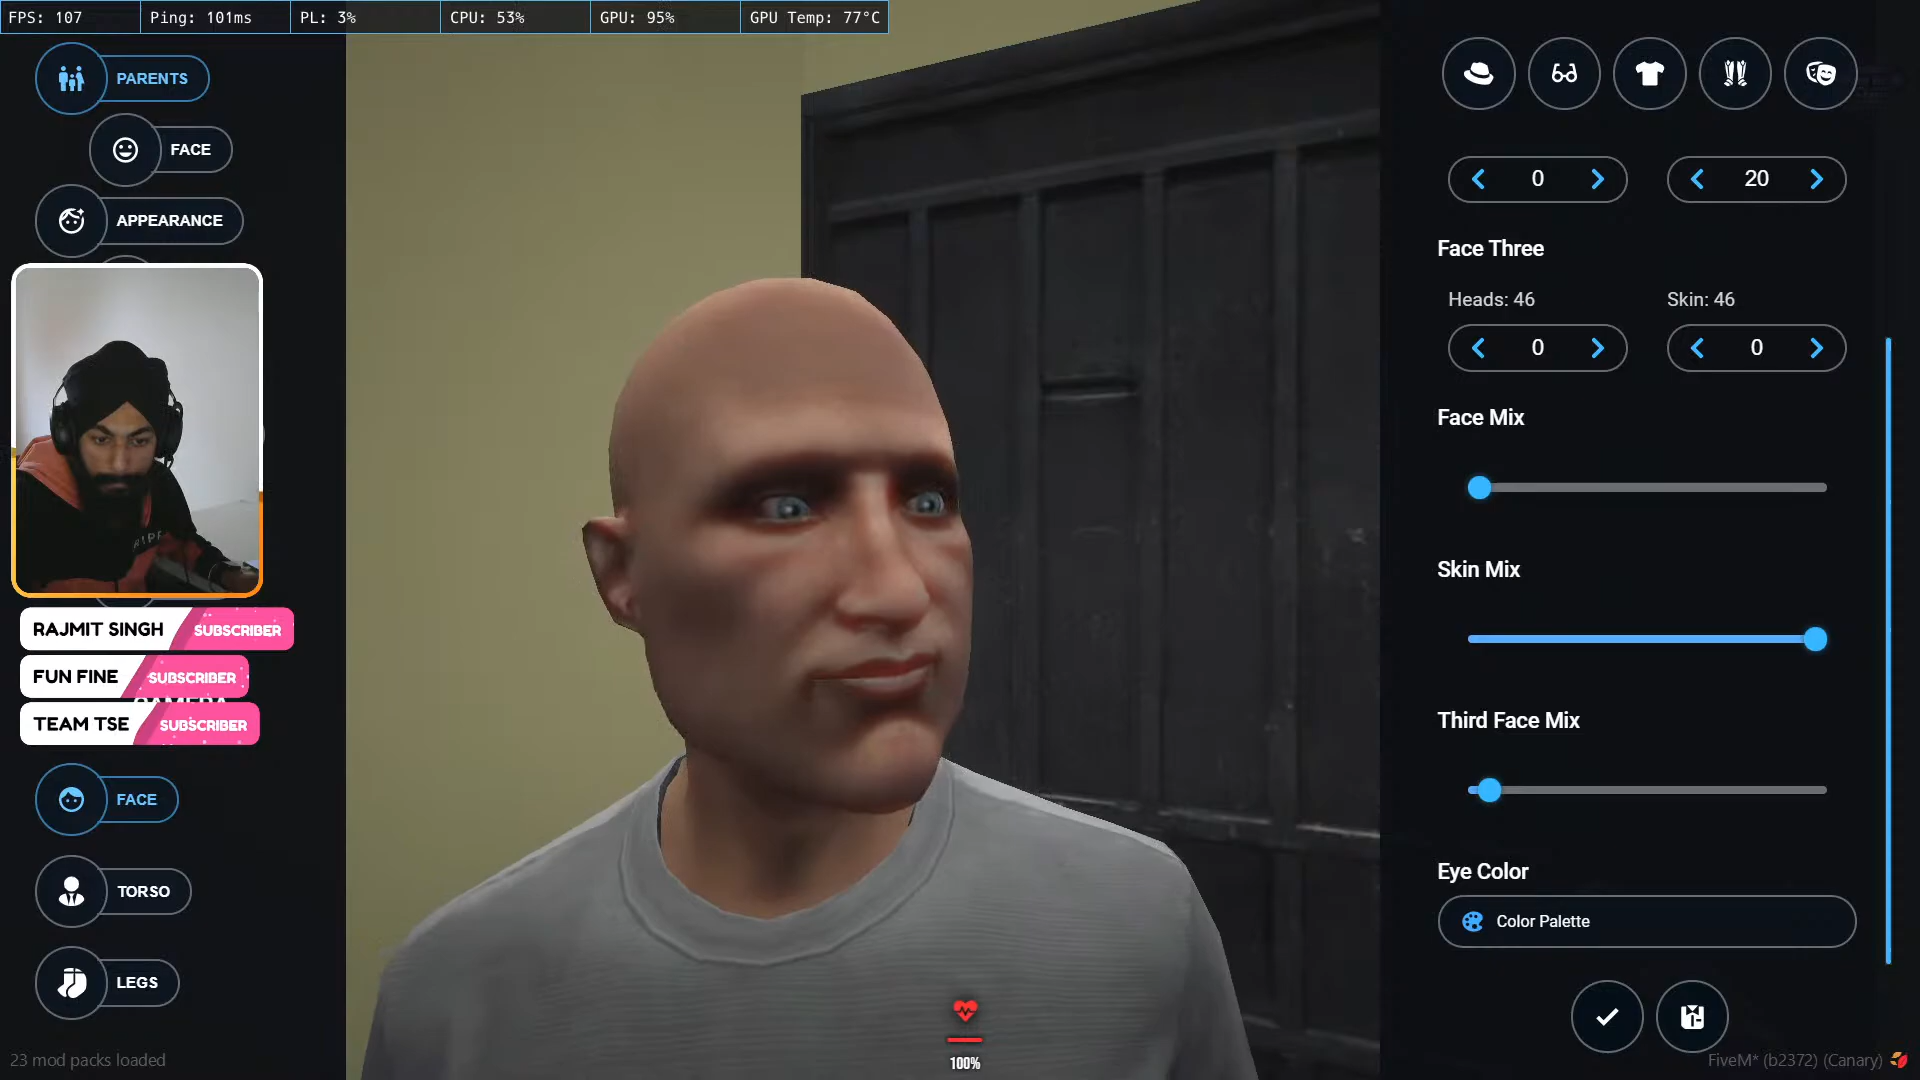 FPS: 107
Ping: 101ms
PL: 3%
CPU: 53%
GPU: 95%
GPU Temp: 77°C
PARENTS
FACE
APPEARANCE
RAJMIT SINGH SUBSCRIBER
FUN FINE SUBSCRIBER
TEAM TSE SUBSCRIBER
FACE
TORSO
LEGS
23 mod packs loaded
0
20
Face Three
Heads: 46
Skin: 46
0
0
Face Mix
Skin Mix
Third Face Mix
Eye Color
Color Palette
100%
FiveM* (b2372) (Canary)